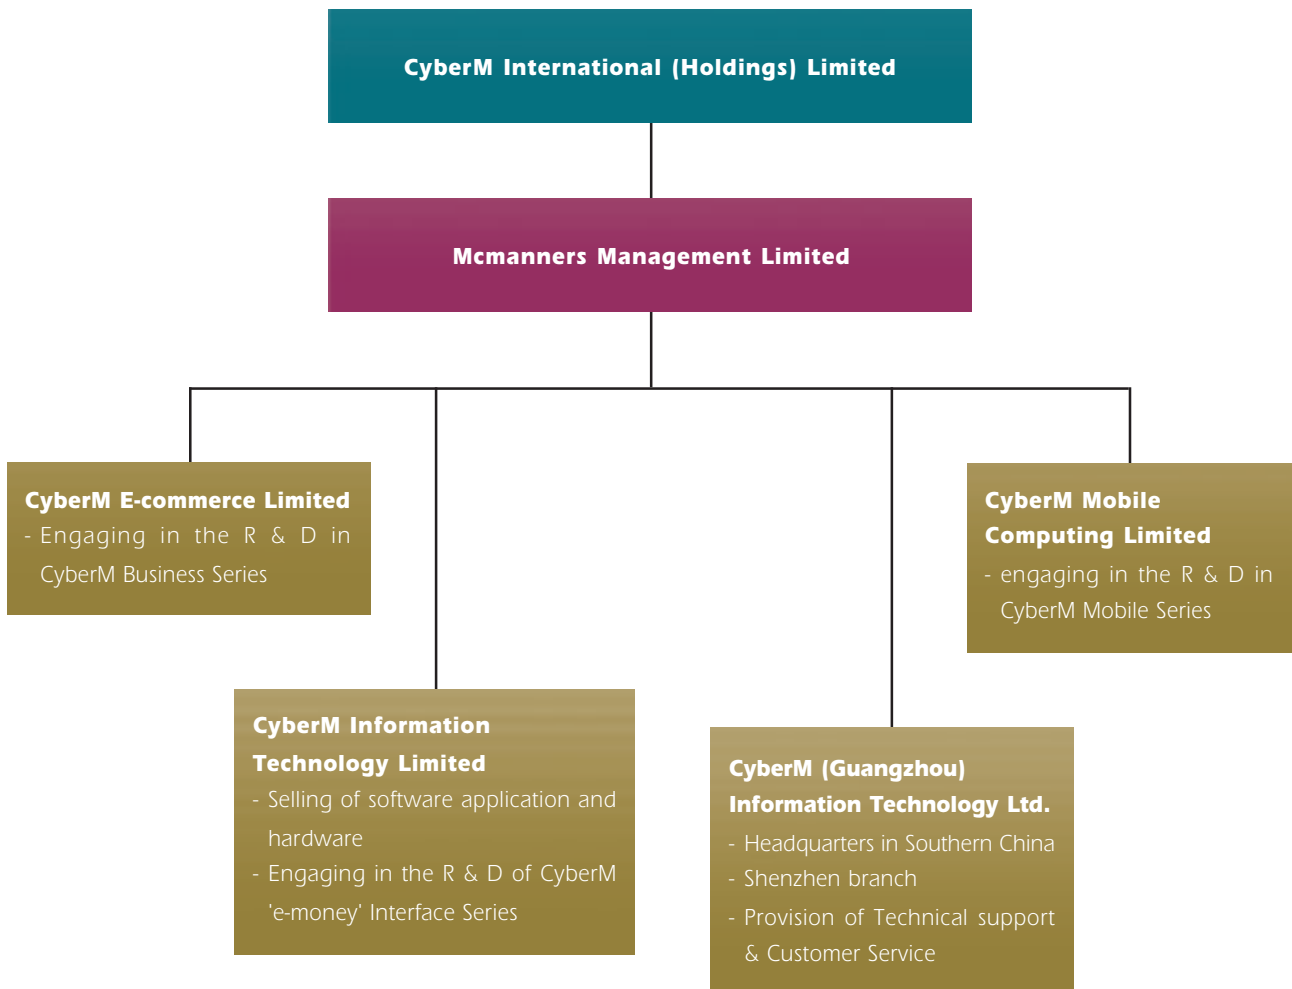 CyberM International (Holdings) Limited
Mcmanners Management Limited
CyberM E-commerce Limited
- Engaging in the R & D in
CyberM Business Series
CyberM Information
Technology Limited
- Selling of software application and
hardware
- Engaging in the R & D of CyberM
'e-money' Interface Series
CyberM (Guangzhou)
Information Technology Ltd.
- Headquarters in Southern China
- Shenzhen branch
- Provision of Technical support
& Customer Service
CyberM Mobile
Computing Limited
- engaging in the R & D in
CyberM Mobile Series